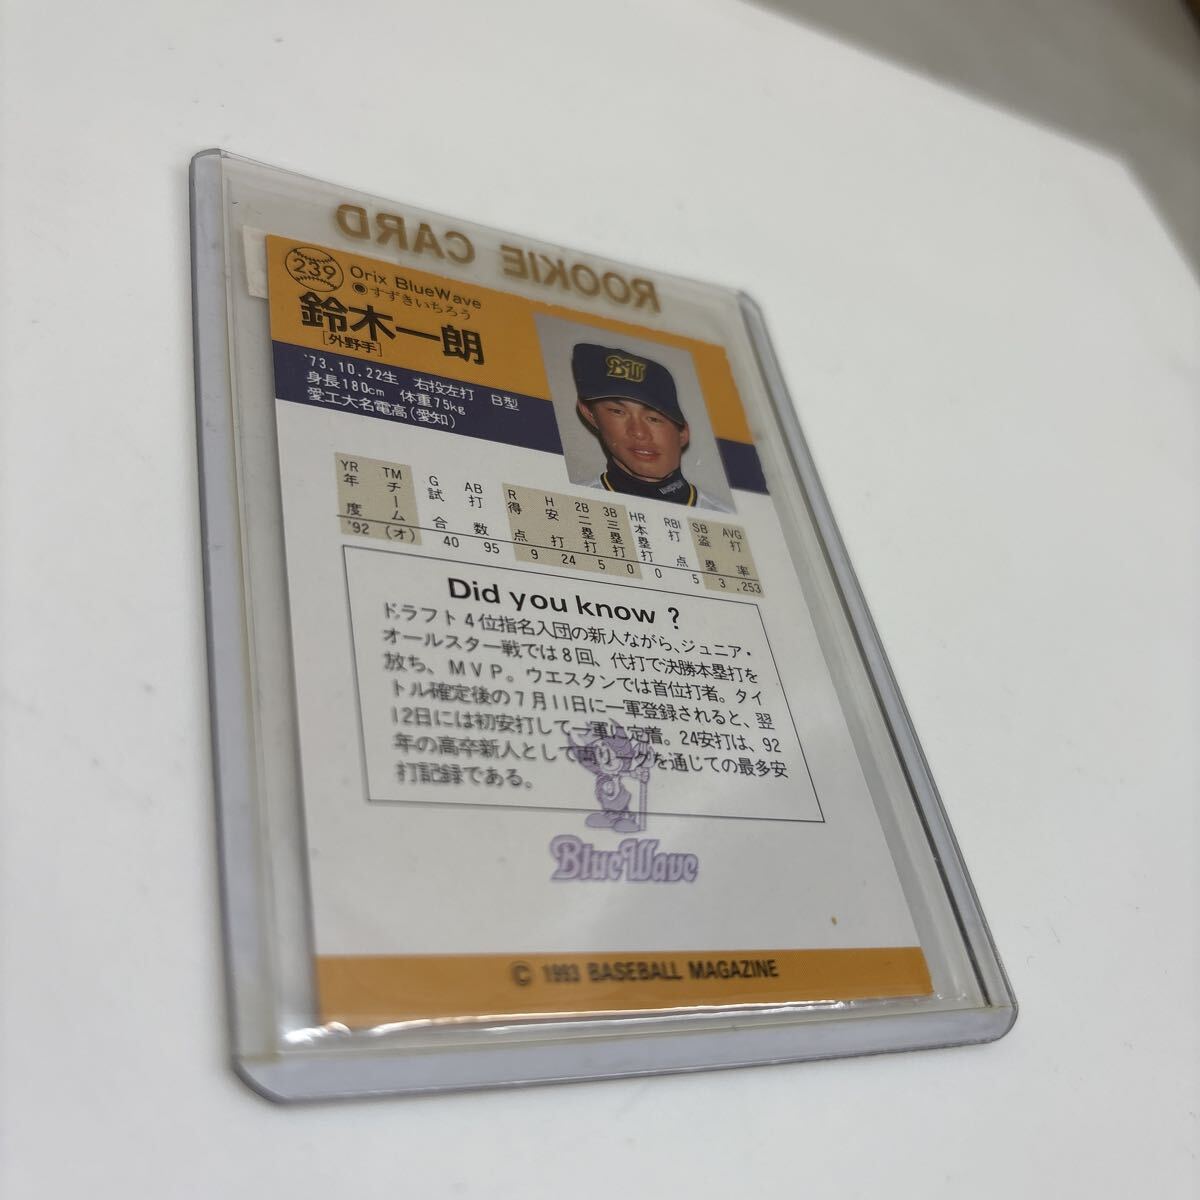 ROOKIE CARD
239
Orix BlueWave
◉すずきいちろう
鈴木一朗
[外野手]
'73.10.22生 右投左打 B型
身長180cm 体重75kg
愛工大名電高(愛知)
BW
YR TM G AB R H 2B 3B HR RBI SB AVG
年度 チーム 試合 打数 得点 安打 二塁打 三塁打 本塁打 打点 盗塁 打率
'92 (オ) 40 95 9 24 5 0 0 5 3 .253
Did you know ?
ドラフト4位指名入団の新人ながら、ジュニア・
オールスター戦では8回、代打で決勝本塁打を
放ち、MVP。ウエスタンでは首位打者。タイ
トル確定後の7月11日に一軍登録されると、翌
12日には初安打して一軍に定着。24安打は、92
年の高卒新人として両リーグを通じての最多安
打記録である。
BlueWave
© 1993 BASEBALL MAGAZINE